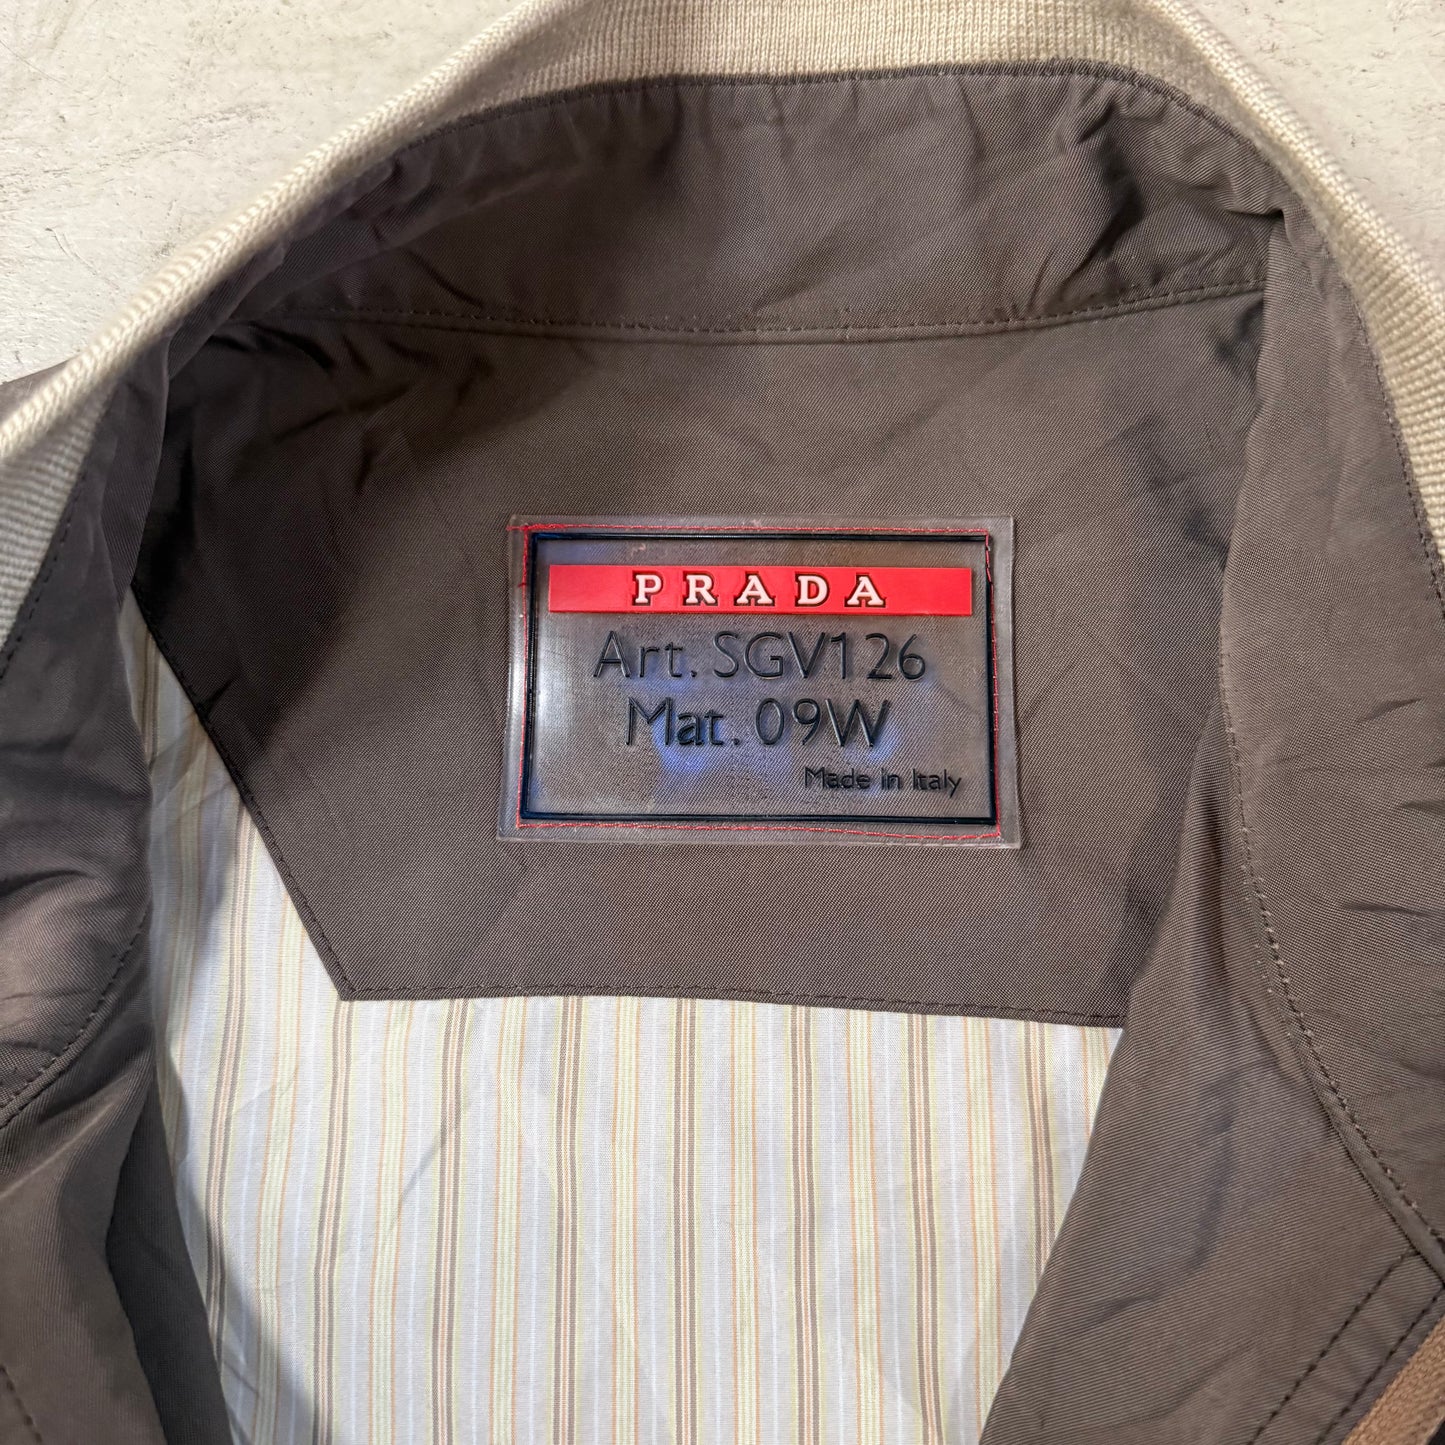 PRADA
Art. SGV126
Mat. 09W
Made in Italy